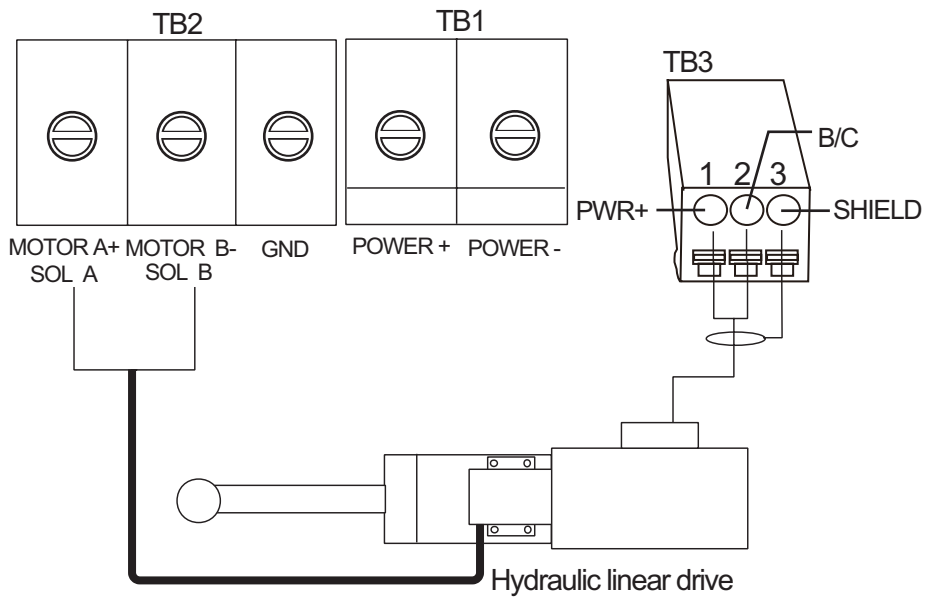 TB2
TB1
TB3
B/C
1 2 3
PWR+
SHIELD
MOTOR A+ MOTOR B- GND POWER + POWER -
SOL A SOL B
Hydraulic linear drive